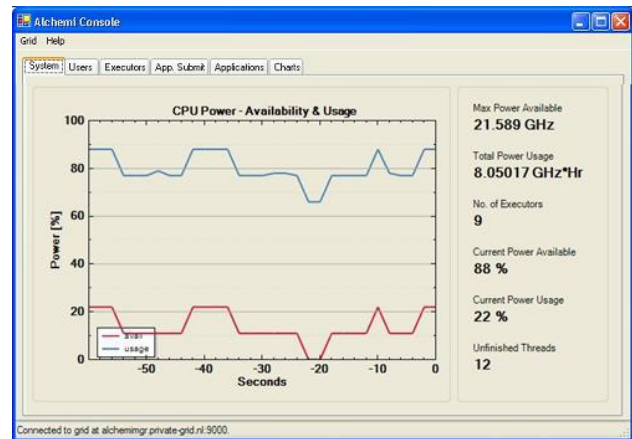 Alchemi Console
Grid Help
System Users Executors App. Submit Applications Charts
CPU Power - Availability & Usage
100
80
60
40
20
0
Power [%]
avail
usage
-50 -40 -30 -20 -10 0
Seconds
Max Power Available
21.589 GHz
Total Power Usage
8.05017 GHz*Hr
No. of Executors
9
Current Power Available
88 %
Current Power Usage
22 %
Unfinished Threads
12
Connected to grid at alchemimgr.private-grid.nl:9000.